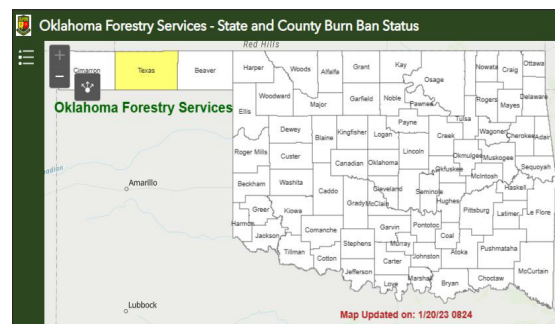 Oklahoma Forestry Services - State and County Burn Ban Status
Red Hills
Cimarron Texas Beaver Harper Woods Alfalfa Grant Kay Osage Nowata Craig Ottawa
Oklahoma Forestry Services
Ellis Woodward Major Garfield Noble Pawnee Tulsa Rogers Mayes Delaware
Roger Mills Dewey Custer Blaine Kingfisher Logan Payne Lincoln Creek Wagoner Cherokee Adair
Canadian Oklahoma Okfuskee Okmulgee Muskogee McIntosh Sequoyah
Amarillo
Beckham Washita Caddo Grady McClain Cleveland Seminole Hughes Pittsburg Haskell Latimer Le Flore
Greer Kiowa Harmon Jackson Comanche Tillman Cotton Stephens Garvin Pontotoc Coal
Murray Johnston Atoka Pushmataha McCurtain
Jefferson Carter Love Marshall Bryan Choctaw
Lubbock
Map Updated on: 1/20/23 0824